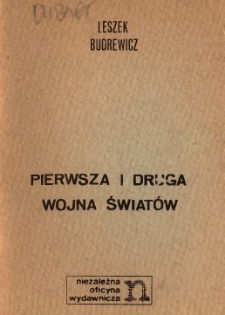 LESZEK
BUDREWICZ
PIERWSZA I DRUGA
WOJNA ŚWIATÓW
niezależna
oficyna
wydawnicza
n